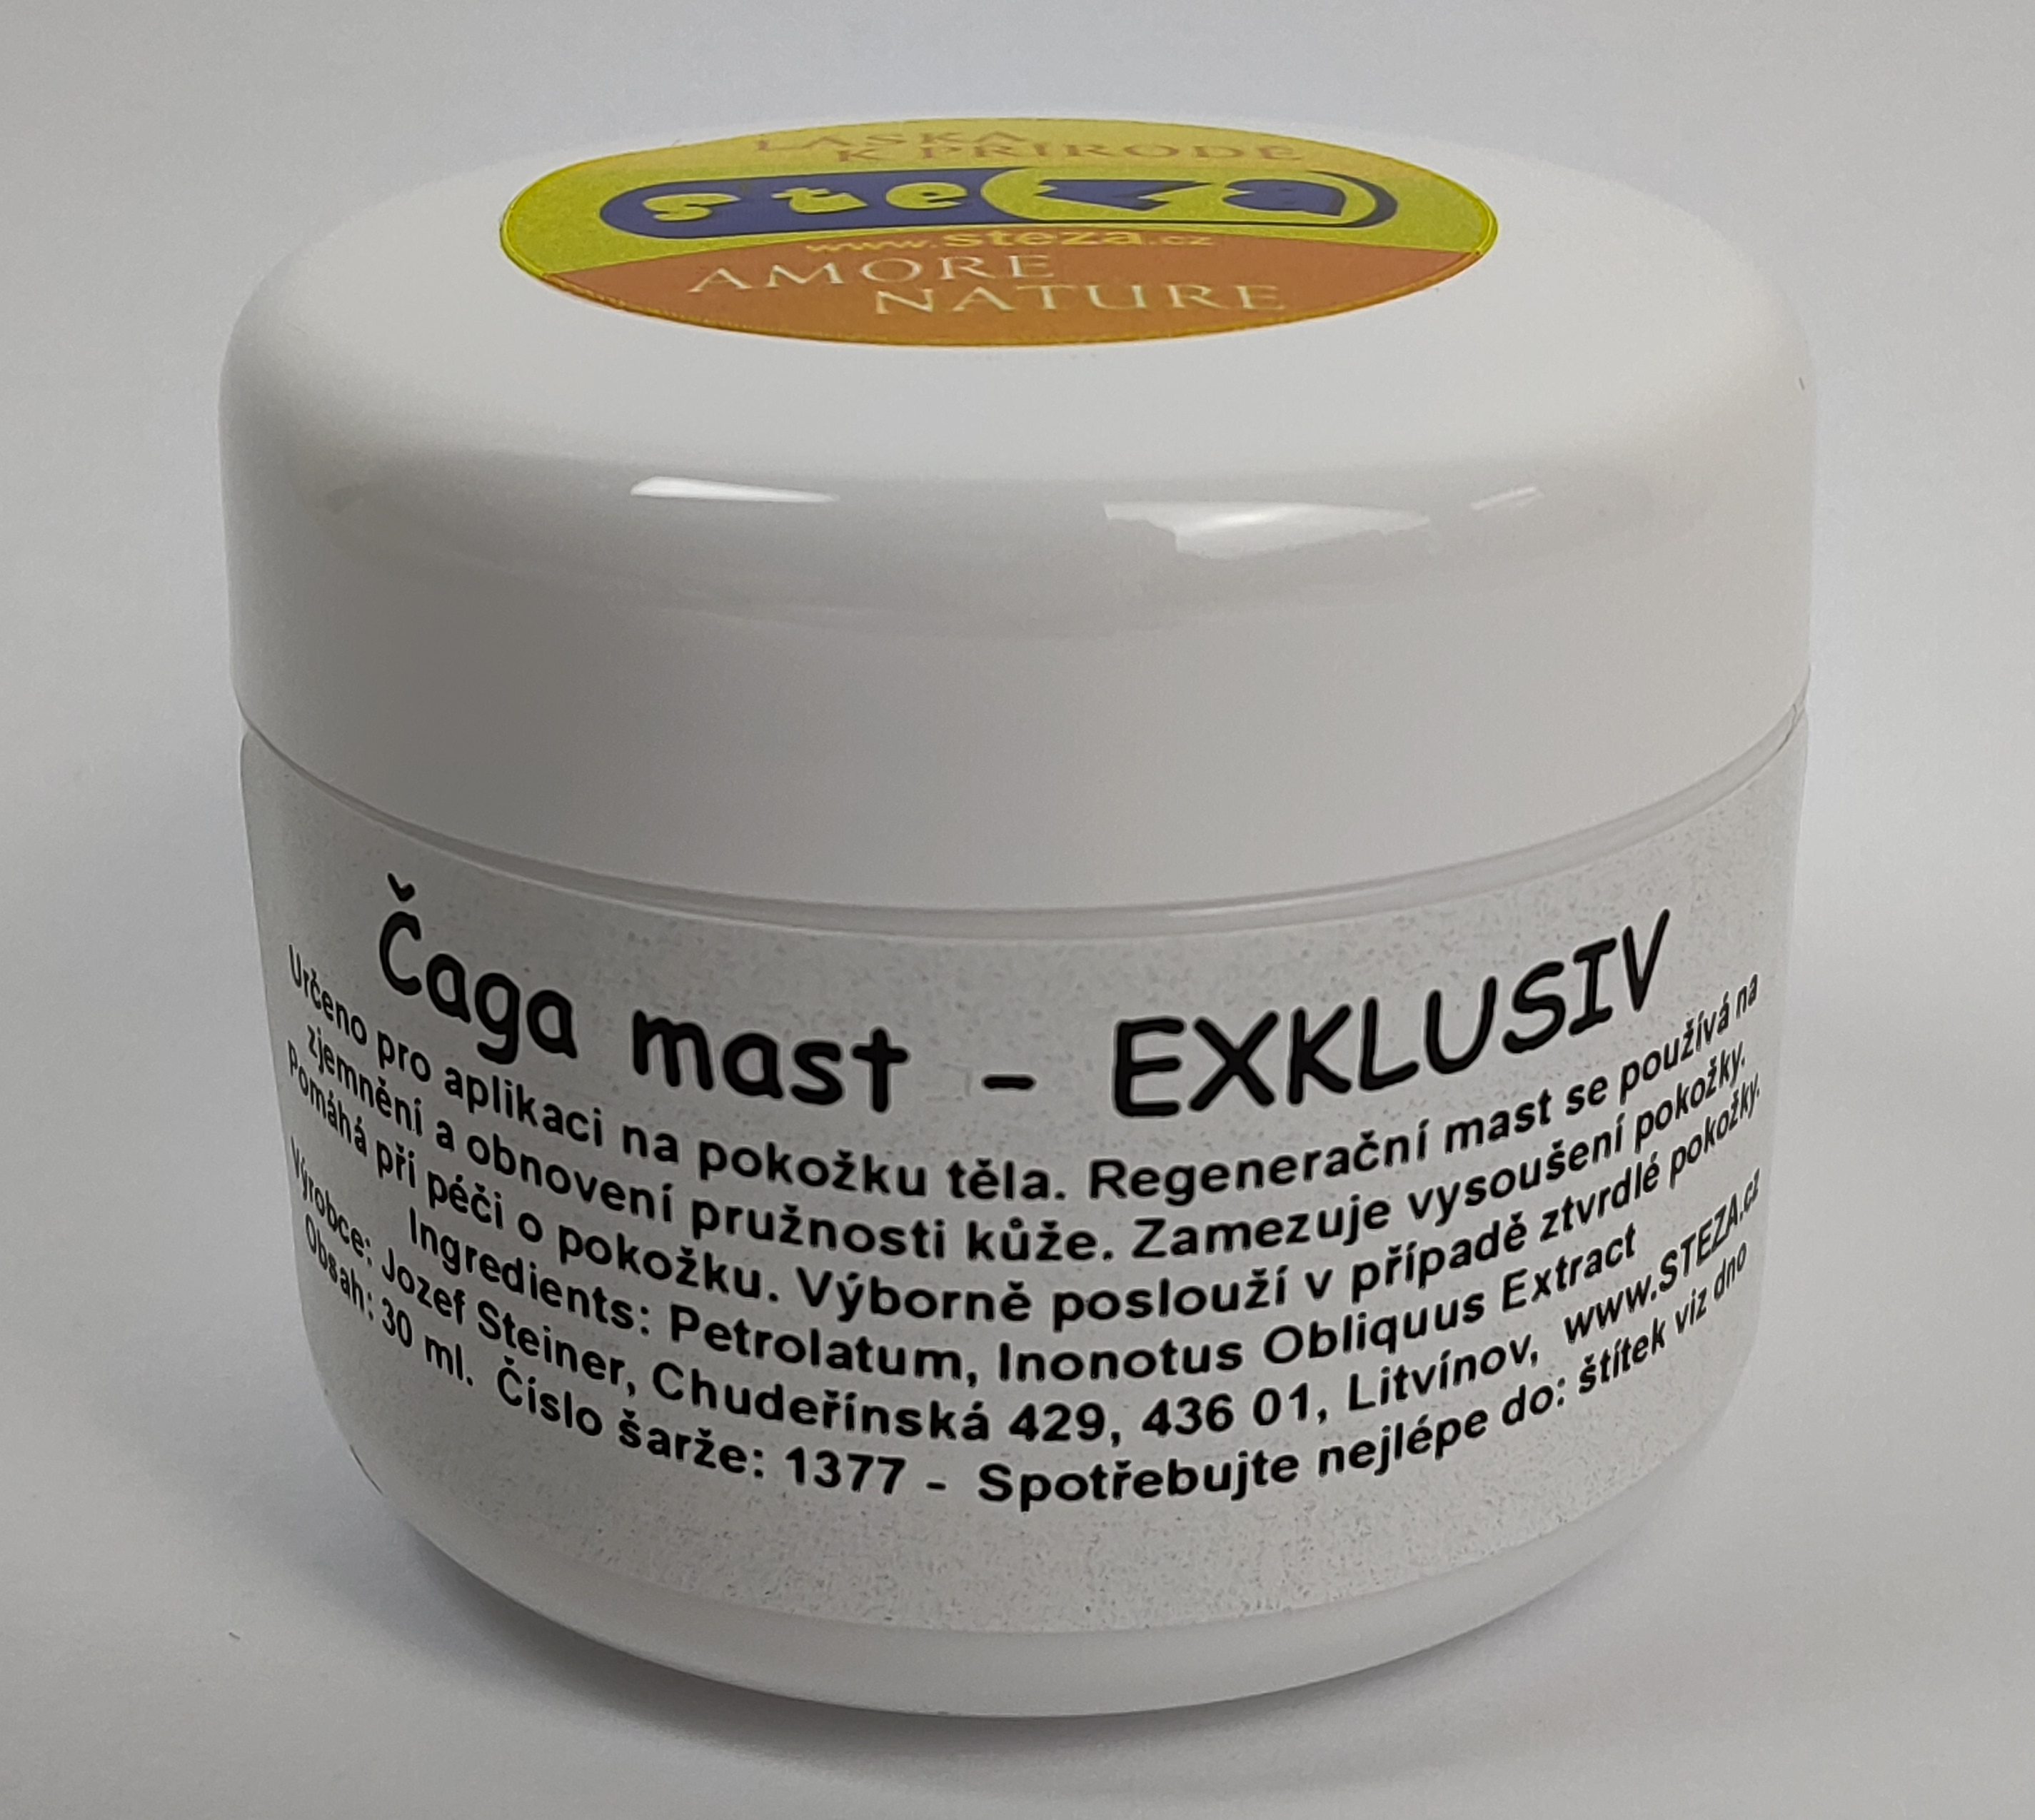 LÁSKA
K PŘÍRODĚ
steza
www.steza.cz
AMORE
NATURE
Čaga mast - EXKLUSIV
Určeno pro aplikaci na pokožku těla. Regenerační mast se používá na
zjemnění a obnovení pružnosti kůže. Zamezuje vysoušení pokožky.
Pomáhá při péči o pokožku. Výborně poslouží v případě ztvrdlé pokožky.
Ingredients: Petrolatum, Inonotus Obliquus Extract
Výrobce: Jozef Steiner, Chudeřínská 429, 436 01, Litvínov, www.STEZA.cz
Obsah: 30 ml. Číslo šarže: 1377 - Spotřebujte nejlépe do: štítek viz dno